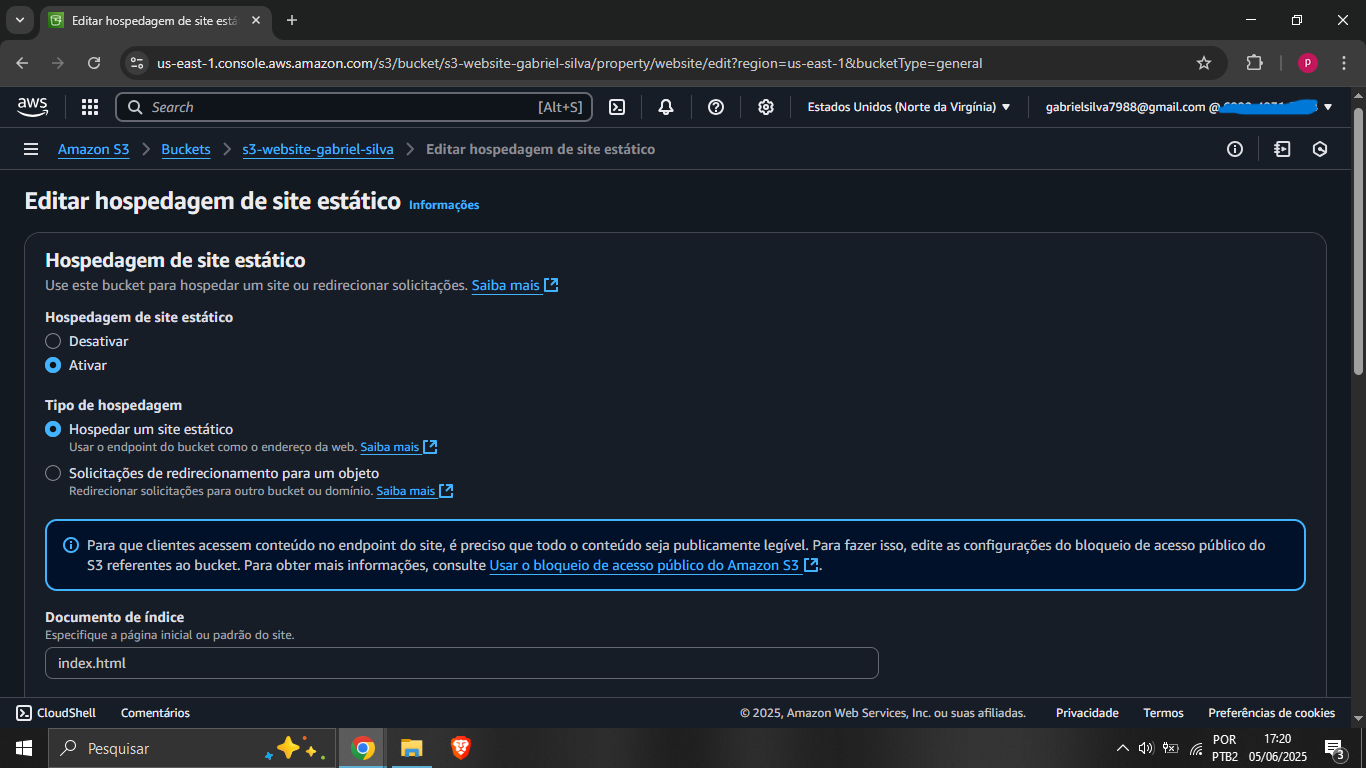 Editar hospedagem de site está
us-east-1.console.aws.amazon.com/s3/bucket/s3-website-gabriel-silva/property/website/edit?region=us-east-1&bucketType=general
P
aws
Search [Alt+S]
Estados Unidos (Norte da Virgínia)
gabrielsilva7988@gmail.com @
Amazon S3 > Buckets > s3-website-gabriel-silva > Editar hospedagem de site estático
Editar hospedagem de site estático Informações
Hospedagem de site estático
Use este bucket para hospedar um site ou redirecionar solicitações. Saiba mais
Hospedagem de site estático
Desativar
Ativar
Tipo de hospedagem
Hospedar um site estático
Usar o endpoint do bucket como o endereço da web. Saiba mais
Solicitações de redirecionamento para um objeto
Redirecionar solicitações para outro bucket ou domínio. Saiba mais
Para que clientes acessem conteúdo no endpoint do site, é preciso que todo o conteúdo seja publicamente legível. Para fazer isso, edite as configurações do bloqueio de acesso público do
S3 referentes ao bucket. Para obter mais informações, consulte Usar o bloqueio de acesso público do Amazon S3.
Documento de índice
Especifique a página inicial ou padrão do site.
index.html
CloudShell Comentários © 2025, Amazon Web Services, Inc. ou suas afiliadas. Privacidade Termos Preferências de cookies
Pesquisar
POR
PTB2
17:20
05/06/2025
3